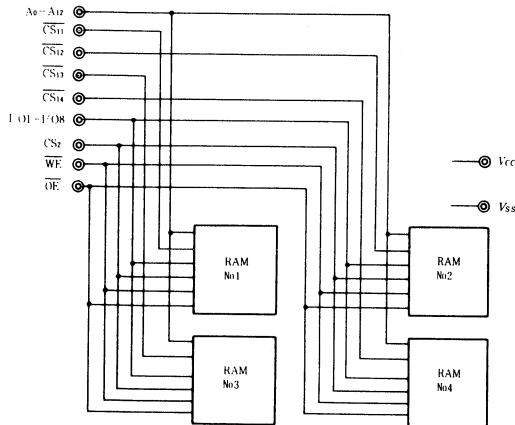 A0~A12
CS11
CS12
CS13
CS14
I/O1~I/O8
CS2
WE
OE
Vcc
Vss
RAM
No1
RAM
No2
RAM
No3
RAM
No4